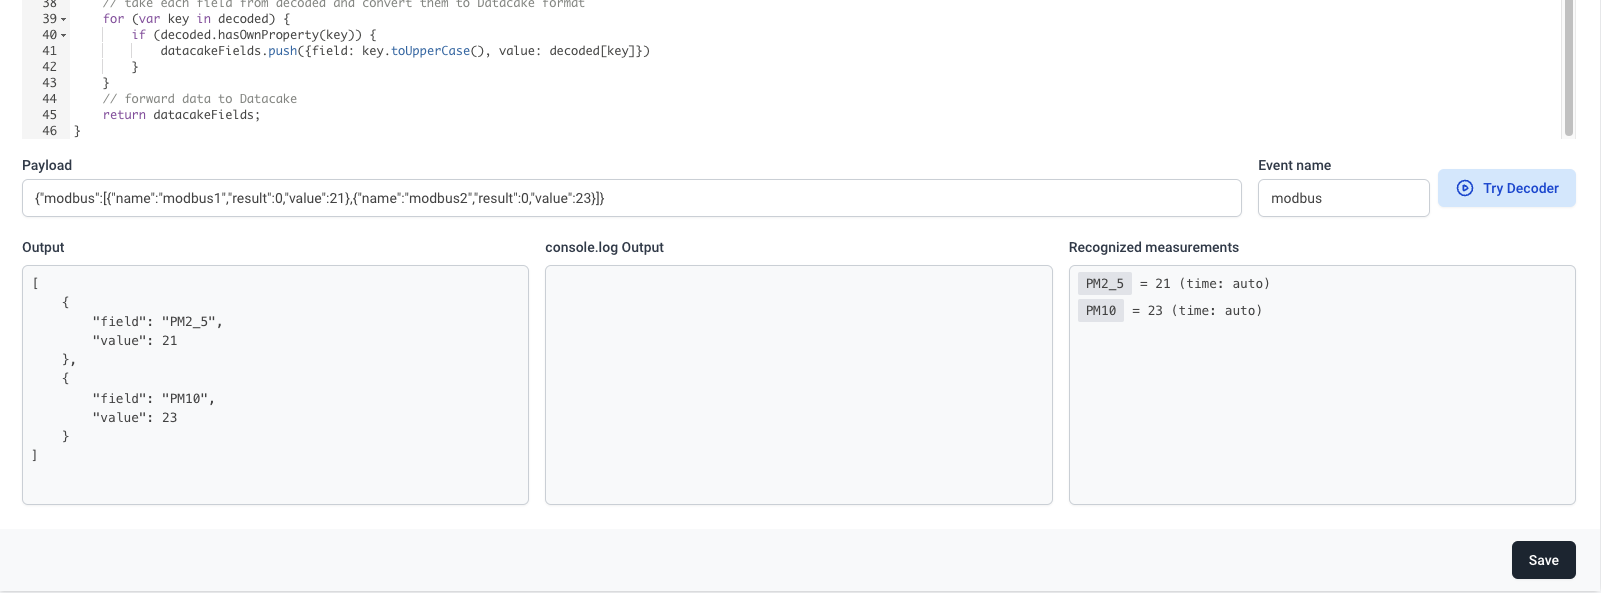 38 // take each field from decoded and convert them to Datacake format
39 for (var key in decoded) {
40 if (decoded.hasOwnProperty(key)) {
41 datacakeFields.push({field: key.toUpperCase(), value: decoded[key]})
42 }
43 }
44 // forward data to Datacake
45 return datacakeFields;
46 }
Payload
{"modbus":[{"name":"modbus1","result":0,"value":21},{"name":"modbus2","result":0,"value":23}]}
Event name
modbus
Try Decoder
Output
[
{
"field": "PM2_5",
"value": 21
},
{
"field": "PM10",
"value": 23
}
]
console.log Output
Recognized measurements
PM2_5 = 21 (time: auto)
PM10 = 23 (time: auto)
Save